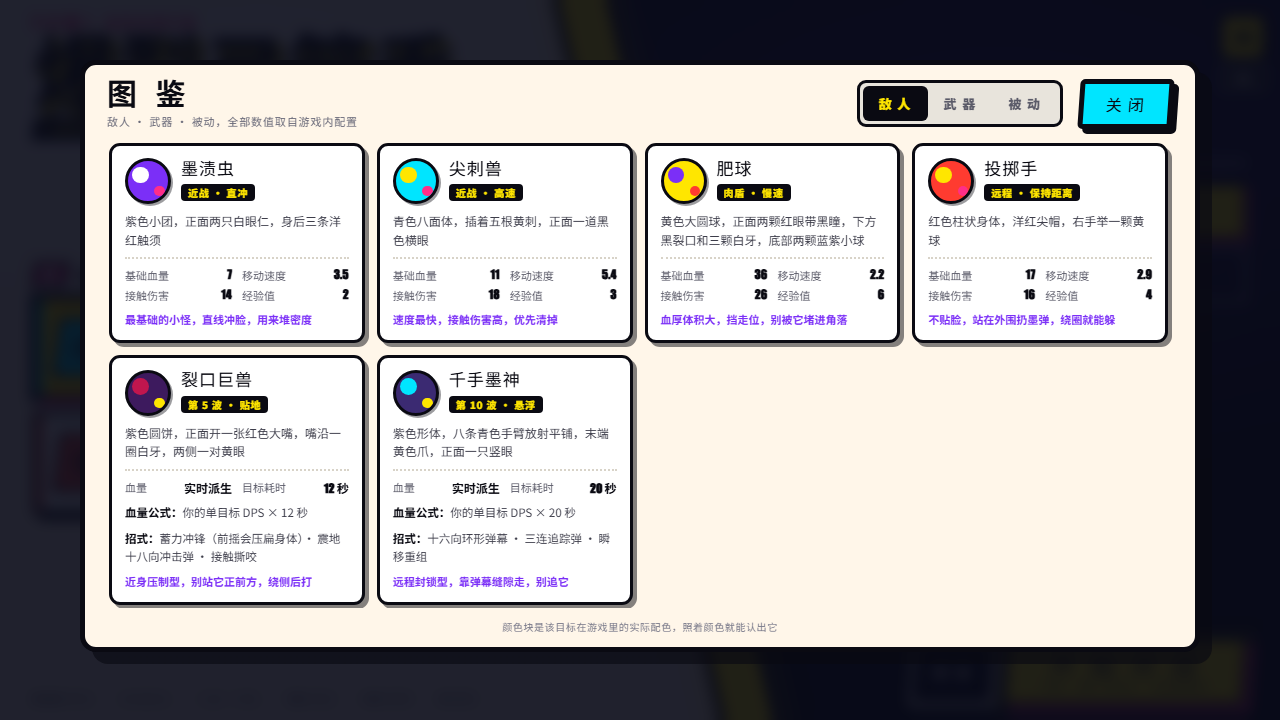 图 鉴
敌人 · 武器 · 被动，全部数值取自游戏内配置
敌 人
武 器
被 动
关 闭
墨渍虫
近战 · 直冲
紫色小团，正面两只白眼仁，身后三条洋
红触须
基础血量 7 移动速度 3.5
接触伤害 14 经验值 2
最基础的小怪，直线冲脸，用来堆密度
尖刺兽
近战 · 高速
青色八面体，插着五根黄刺，正面一道黑
色横眼
基础血量 11 移动速度 5.4
接触伤害 18 经验值 3
速度最快，接触伤害高，优先清掉
肥球
肉盾 · 慢速
黄色大圆球，正面两颗红眼带黑瞳，下方
黑裂口和三颗白牙，底部两颗蓝紫小球
基础血量 36 移动速度 2.2
接触伤害 26 经验值 6
血厚体积大，挡走位，别被它堵进角落
投掷手
远程 · 保持距离
红色柱状身体，洋红尖帽，右手举一颗黄
球
基础血量 17 移动速度 2.9
接触伤害 16 经验值 4
不贴脸，站在外围扔墨弹，绕圈就能躲
裂口巨兽
第 5 波 · 贴地
紫色圆饼，正面开一张红色大嘴，嘴沿一
圈白牙，两侧一对黄眼
血量 实时派生 目标耗时 12 秒
血量公式：你的单目标 DPS × 12 秒
招式：蓄力冲锋（前摇会压扁身体）· 震地
十八向冲击弹 · 接触撕咬
近身压制型，别站它正前方，绕侧后打
千手墨神
第 10 波 · 悬浮
紫色形体，八条青色手臂放射平铺，末端
黄色爪，正面一只竖眼
血量 实时派生 目标耗时 20 秒
血量公式：你的单目标 DPS × 20 秒
招式：十六向环形弹幕 · 三连追踪弹 · 瞬
移重组
远程封锁型，靠弹幕缝隙走，别追它
颜色块是该目标在游戏里的实际配色，照着颜色就能认出它